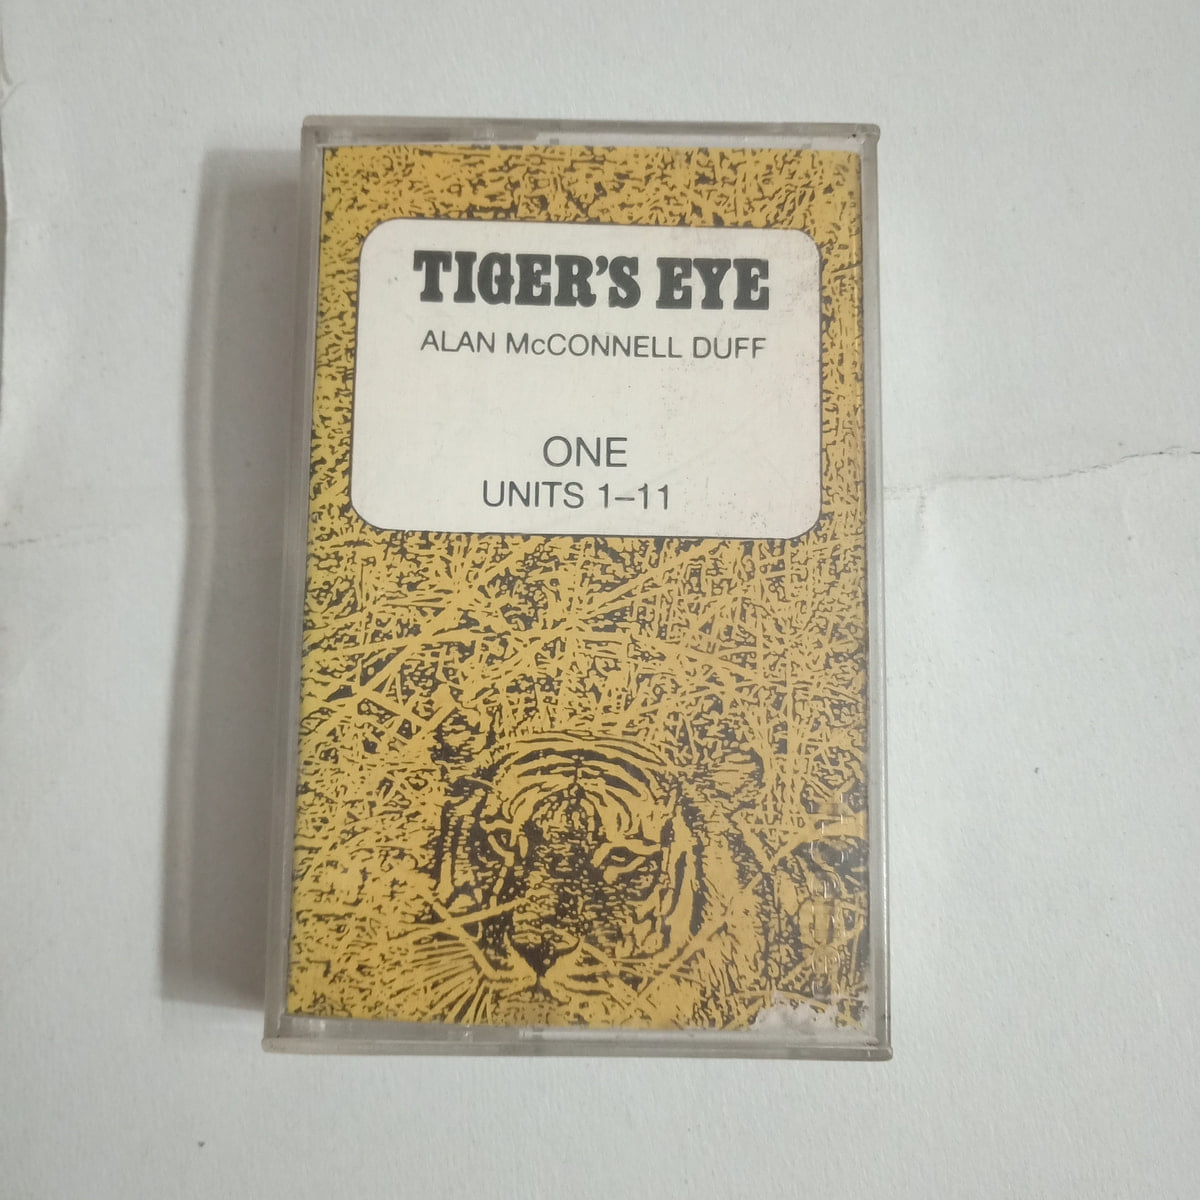 TIGER'S EYE
ALAN McCONNELL DUFF
ONE
UNITS 1–11